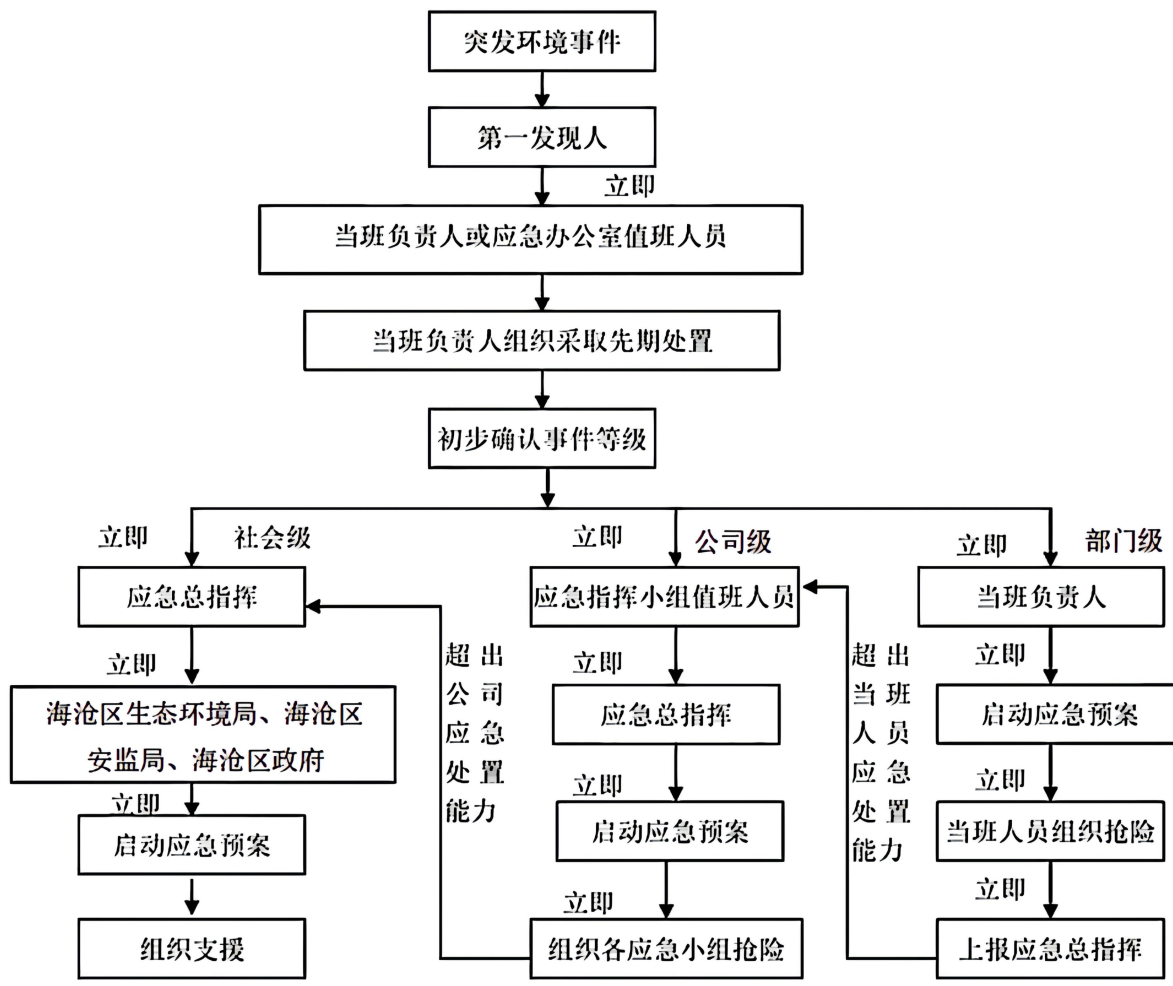 突发环境事件
第一发现人
立即
当班负责人或应急办公室值班人员
当班负责人组织采取先期处置
初步确认事件等级
立即
社会级
应急总指挥
立即
海沧区生态环境局、海沧区
安监局、海沧区政府
立即
启动应急预案
组织支援
超出
公司
应急
处置
能力
立即
公司级
应急指挥小组值班人员
立即
应急总指挥
立即
启动应急预案
立即
组织各应急小组抢险
超出
当班
人员
应急
处置
能力
立即
部门级
当班负责人
立即
启动应急预案
立即
当班人员组织抢险
立即
上报应急总指挥